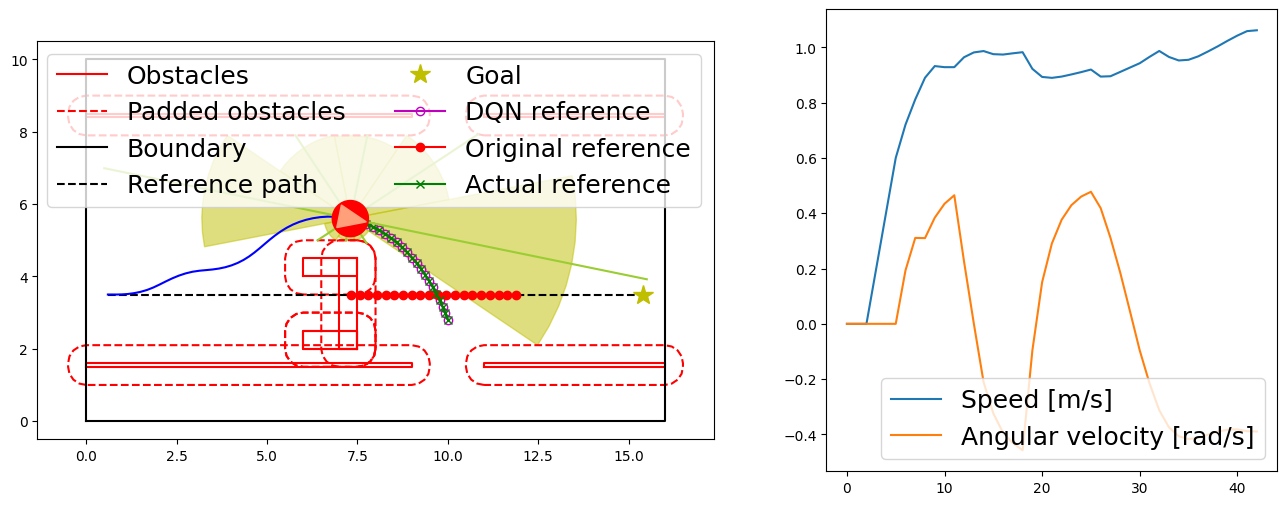 10
8
6
4
2
0
0.0 2.5 5.0 7.5 10.0 12.5 15.0
Obstacles
Padded obstacles
Boundary
Reference path
Goal
DQN reference
Original reference
Actual reference
1.0
0.8
0.6
0.4
0.2
0.0
−0.2
−0.4
0 10 20 30 40
Speed [m/s]
Angular velocity [rad/s]